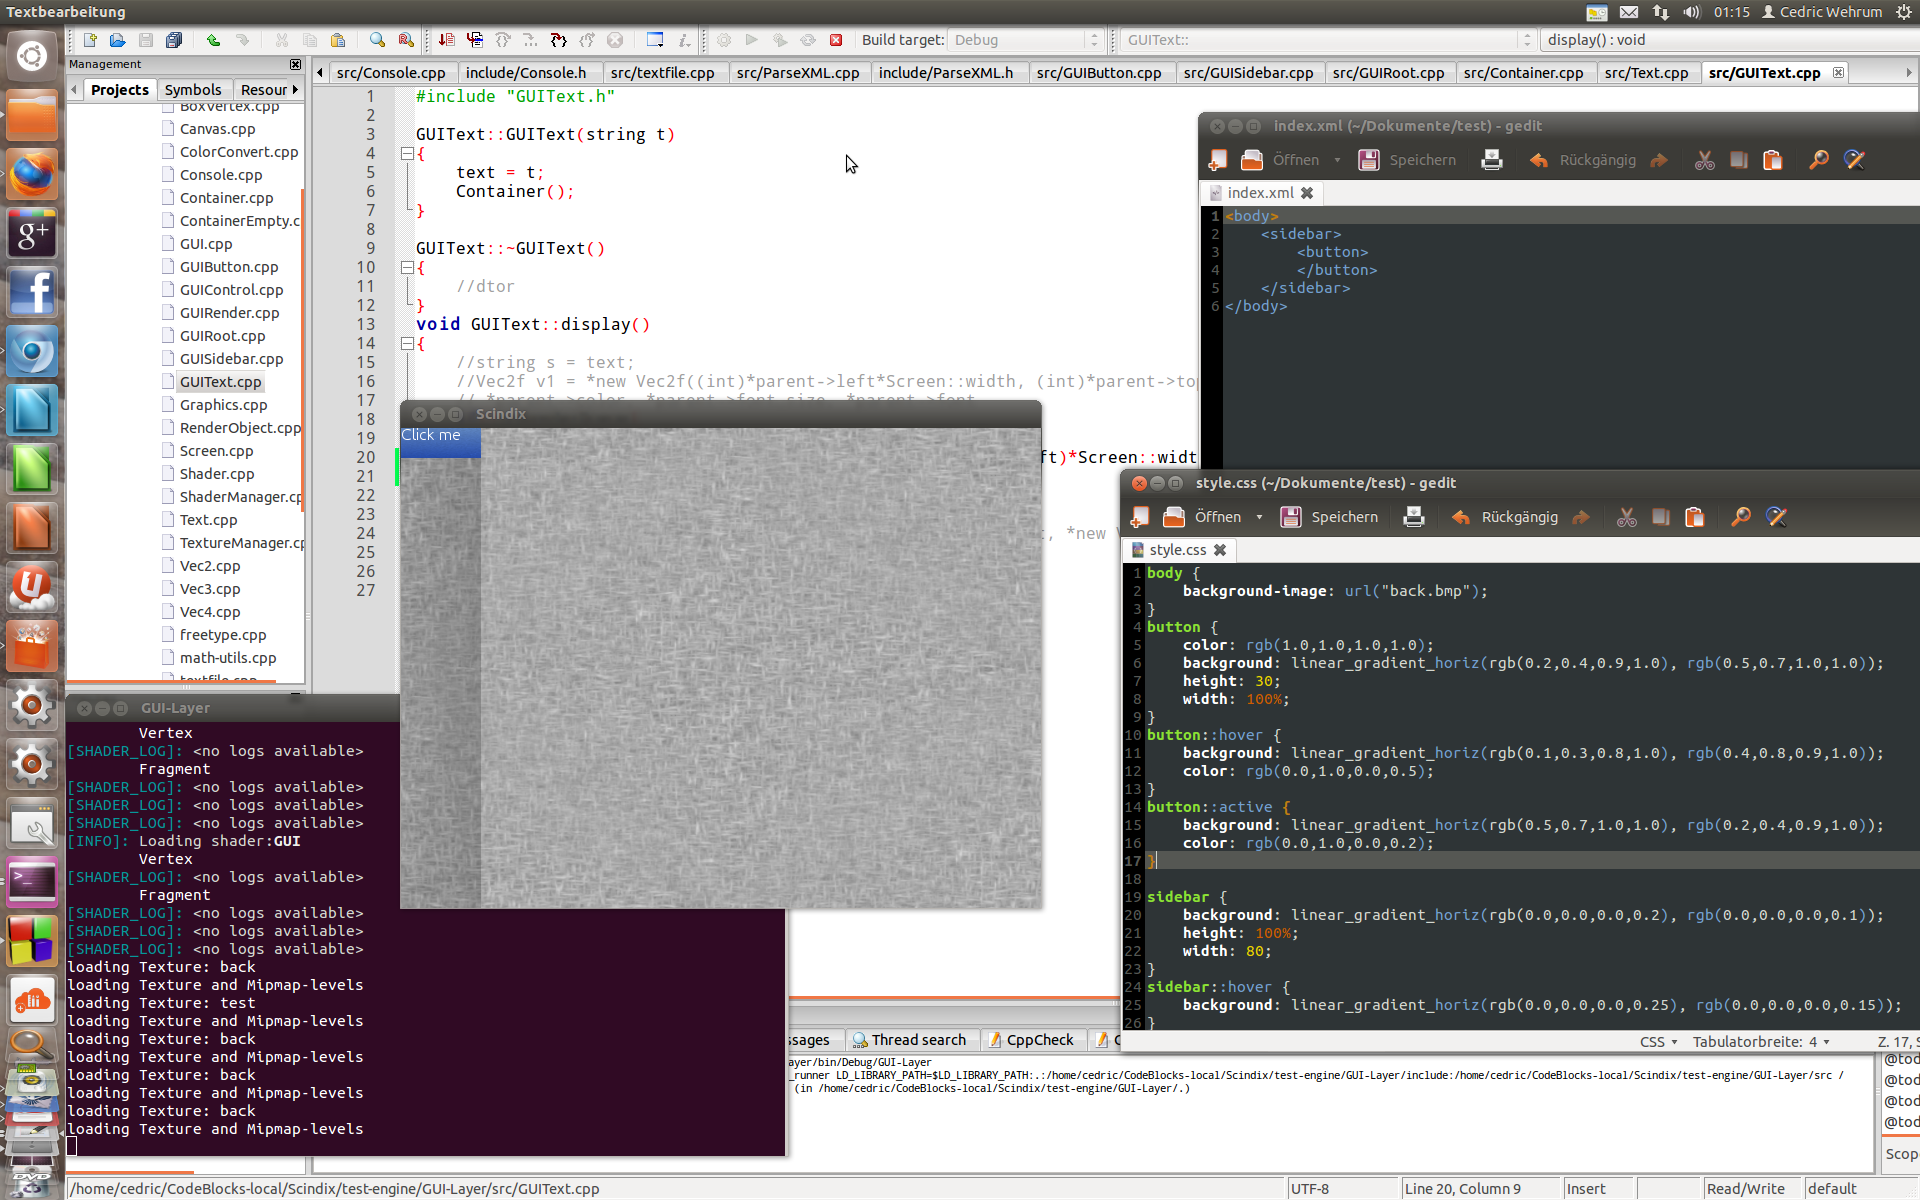 Textbearbeitung
01:15 Cedric Wehrum
Build target: Debug
GUIText::
display() : void
Management
Projects Symbols Resour
src/Console.cpp include/Console.h src/textfile.cpp src/ParseXML.cpp include/ParseXML.h src/GUIButton.cpp src/GUISidebar.cpp src/GUIRoot.cpp src/Container.cpp src/Text.cpp src/GUIText.cpp
BoxVertex.cpp
Canvas.cpp
ColorConvert.cpp
Console.cpp
Container.cpp
ContainerEmpty.c
GUI.cpp
GUIButton.cpp
GUIControl.cpp
GUIRender.cpp
GUIRoot.cpp
GUISidebar.cpp
GUIText.cpp
Graphics.cpp
RenderObject.cpp
Screen.cpp
Shader.cpp
ShaderManager.cp
Text.cpp
TextureManager.cp
Vec2.cpp
Vec3.cpp
Vec4.cpp
freetype.cpp
math-utils.cpp
textfile.cpp
1 #include "GUIText.h"
2
3 GUIText::GUIText(string t)
4 {
5 text = t;
6 Container();
7 }
8
9 GUIText::~GUIText()
10 {
11 //dtor
12 }
13 void GUIText::display()
14 {
15 //string s = text;
16 //Vec2f v1 = *new Vec2f((int)*parent->left*Screen::width, (int)*parent->top
17 // *parent->color, *parent->font_size, *parent->font
18
19
20 ft)*Screen::widt
21
22
23
24 t, *new V
25
26
27
index.xml (~/Dokumente/test) - gedit
Öffnen Speichern Rückgängig
index.xml
1 <body>
2 <sidebar>
3 <button>
4 </button>
5 </sidebar>
6 </body>
Scindix
Click me
style.css (~/Dokumente/test) - gedit
Öffnen Speichern Rückgängig
style.css
1 body {
2 background-image: url("back.bmp");
3 }
4 button {
5 color: rgb(1.0,1.0,1.0,1.0);
6 background: linear_gradient_horiz(rgb(0.2,0.4,0.9,1.0), rgb(0.5,0.7,1.0,1.0));
7 height: 30;
8 width: 100%;
9 }
10 button::hover {
11 background: linear_gradient_horiz(rgb(0.1,0.3,0.8,1.0), rgb(0.4,0.8,0.9,1.0));
12 color: rgb(0.0,1.0,0.0,0.5);
13 }
14 button::active {
15 background: linear_gradient_horiz(rgb(0.5,0.7,1.0,1.0), rgb(0.2,0.4,0.9,1.0));
16 color: rgb(0.0,1.0,0.0,0.2);
17 }
18
19 sidebar {
20 background: linear_gradient_horiz(rgb(0.0,0.0,0.0,0.2), rgb(0.0,0.0,0.0,0.1));
21 height: 100%;
22 width: 80;
23 }
24 sidebar::hover {
25 background: linear_gradient_horiz(rgb(0.0,0.0,0.0,0.25), rgb(0.0,0.0,0.0,0.15));
26 }
CSS Tabulatorbreite: 4 Z. 17, S
GUI-Layer
Vertex
[SHADER_LOG]: <no logs available>
Fragment
[SHADER_LOG]: <no logs available>
[SHADER_LOG]: <no logs available>
[SHADER_LOG]: <no logs available>
[INFO]: Loading shader:GUI
Vertex
[SHADER_LOG]: <no logs available>
Fragment
[SHADER_LOG]: <no logs available>
[SHADER_LOG]: <no logs available>
[SHADER_LOG]: <no logs available>
loading Texture: back
loading Texture and Mipmap-levels
loading Texture: test
loading Texture and Mipmap-levels
loading Texture: back
loading Texture and Mipmap-levels
loading Texture: back
loading Texture and Mipmap-levels
loading Texture: back
loading Texture and Mipmap-levels
ssages Thread search CppCheck
ayer/bin/Debug/GUI-Layer
_runner LD_LIBRARY_PATH=$LD_LIBRARY_PATH:.:/home/cedric/CodeBlocks-local/Scindix/test-engine/GUI-Layer/include:/home/cedric/CodeBlocks-local/Scindix/test-engine/GUI-Layer/src /
(in /home/cedric/CodeBlocks-local/Scindix/test-engine/GUI-Layer/.)
@tod
@tod
@tod
@tod
Scop
/home/cedric/CodeBlocks-local/Scindix/test-engine/GUI-Layer/src/GUIText.cpp UTF-8 Line 20, Column 9 Insert Read/Write default